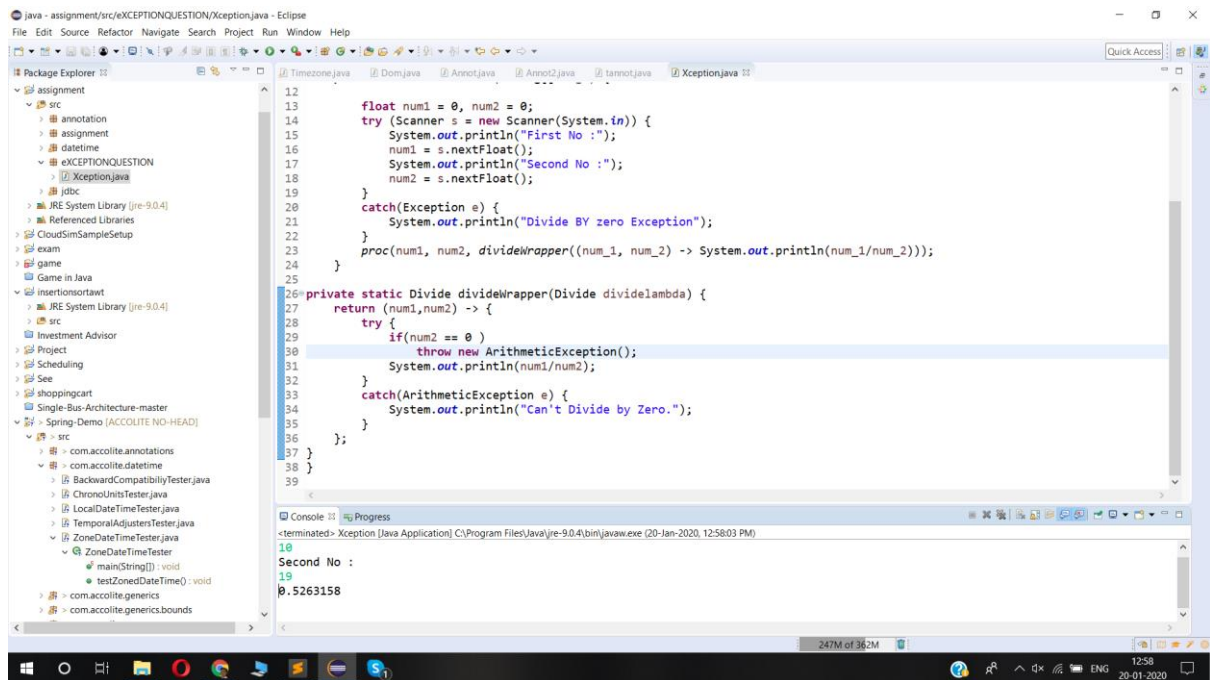 java - assignment/src/eXCEPTIONQUESTION/Xception.java - Eclipse
File Edit Source Refactor Navigate Search Project Run Window Help
Quick Access
Package Explorer
assignment
src
annotation
assignment
datetime
eXCEPTIONQUESTION
Xception.java
jdbc
JRE System Library [jre-9.0.4]
Referenced Libraries
CloudSimSampleSetup
exam
game
Game in Java
insertionsortawt
JRE System Library [jre-9.0.4]
src
Investment Advisor
Project
Scheduling
See
shoppingcart
Single-Bus-Architecture-master
> Spring-Demo [ACCOLITE NO-HEAD]
> src
> com.accolite.annotations
> com.accolite.datetime
BackwardCompatibiliyTester.java
ChronoUnitsTester.java
LocalDateTimeTester.java
TemporalAdjustersTester.java
ZoneDateTimeTester.java
ZoneDateTimeTester
main(String[]) : void
testZonedDateTime() : void
> com.accolite.generics
> com.accolite.generics.bounds
Timezone.java Dom.java Annot.java Annot2.java tannot.java Xception.java
12
13 float num1 = 0, num2 = 0;
14 try (Scanner s = new Scanner(System.in)) {
15 System.out.println("First No :");
16 num1 = s.nextFloat();
17 System.out.println("Second No :");
18 num2 = s.nextFloat();
19 }
20 catch(Exception e) {
21 System.out.println("Divide BY zero Exception");
22 }
23 proc(num1, num2, divideWrapper((num_1, num_2) -> System.out.println(num_1/num_2)));
24 }
25
26 private static Divide divideWrapper(Divide dividelambda) {
27 return (num1,num2) -> {
28 try {
29 if(num2 == 0 )
30 throw new ArithmeticException();
31 System.out.println(num1/num2);
32 }
33 catch(ArithmeticException e) {
34 System.out.println("Can't Divide by Zero.");
35 }
36 };
37 }
38 }
39
Console Progress
<terminated> Xception [Java Application] C:\Program Files\Java\jre-9.0.4\bin\javaw.exe (20-Jan-2020, 12:58:03 PM)
10
Second No :
19
0.5263158
247M of 362M
ENG
12:58
20-01-2020